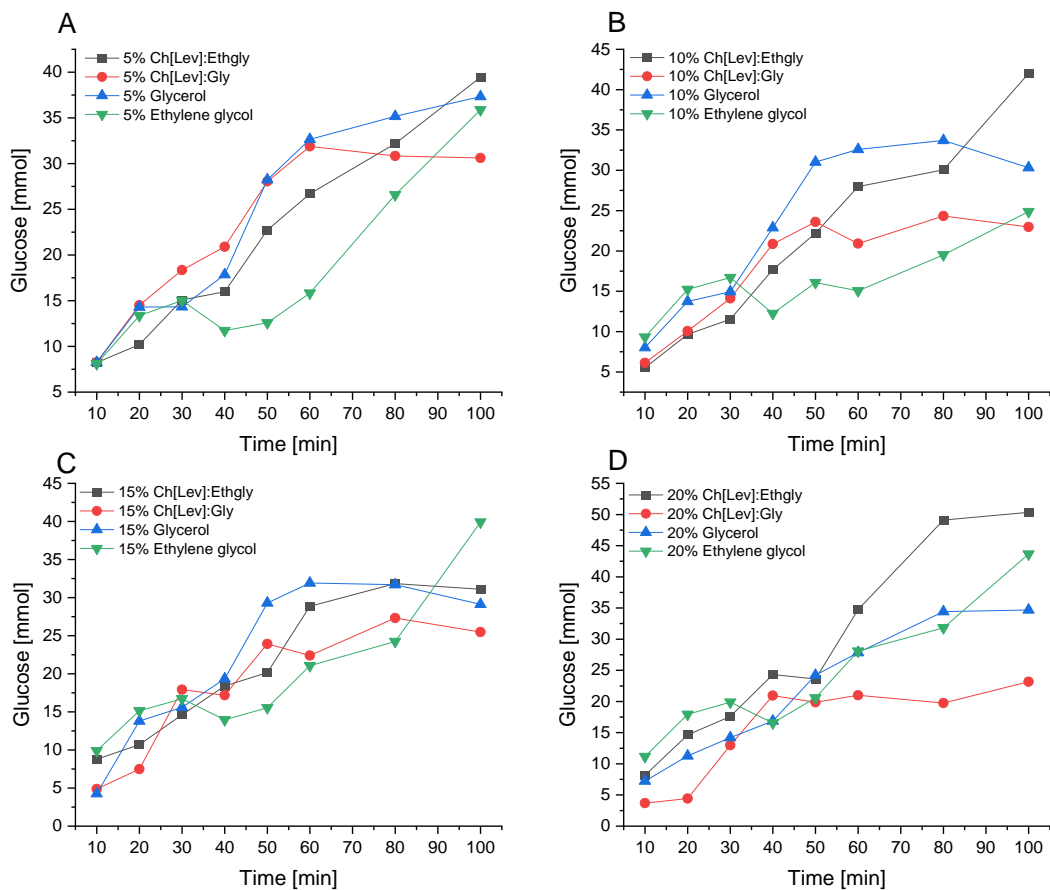 A
5% Ch[Lev]:Ethgly
5% Ch[Lev]:Gly
5% Glycerol
5% Ethylene glycol
Glucose [mmol]
40
35
30
25
20
15
10
5
10 20 30 40 50 60 70 80 90 100
Time [min]
B
10% Ch[Lev]:Ethgly
10% Ch[Lev]:Gly
10% Glycerol
10% Ethylene glycol
Glucose [mmol]
45
40
35
30
25
20
15
10
5
10 20 30 40 50 60 70 80 90 100
Time [min]
C
15% Ch[Lev]:Ethgly
15% Ch[Lev]:Gly
15% Glycerol
15% Ethylene glycol
Glucose [mmol]
45
40
35
30
25
20
15
10
5
0
10 20 30 40 50 60 70 80 90 100
Time [min]
D
20% Ch[Lev]:Ethgly
20% Ch[Lev]:Gly
20% Glycerol
20% Ethylene glycol
Glucose [mmol]
55
50
45
40
35
30
25
20
15
10
5
0
10 20 30 40 50 60 70 80 90 100
Time [min]